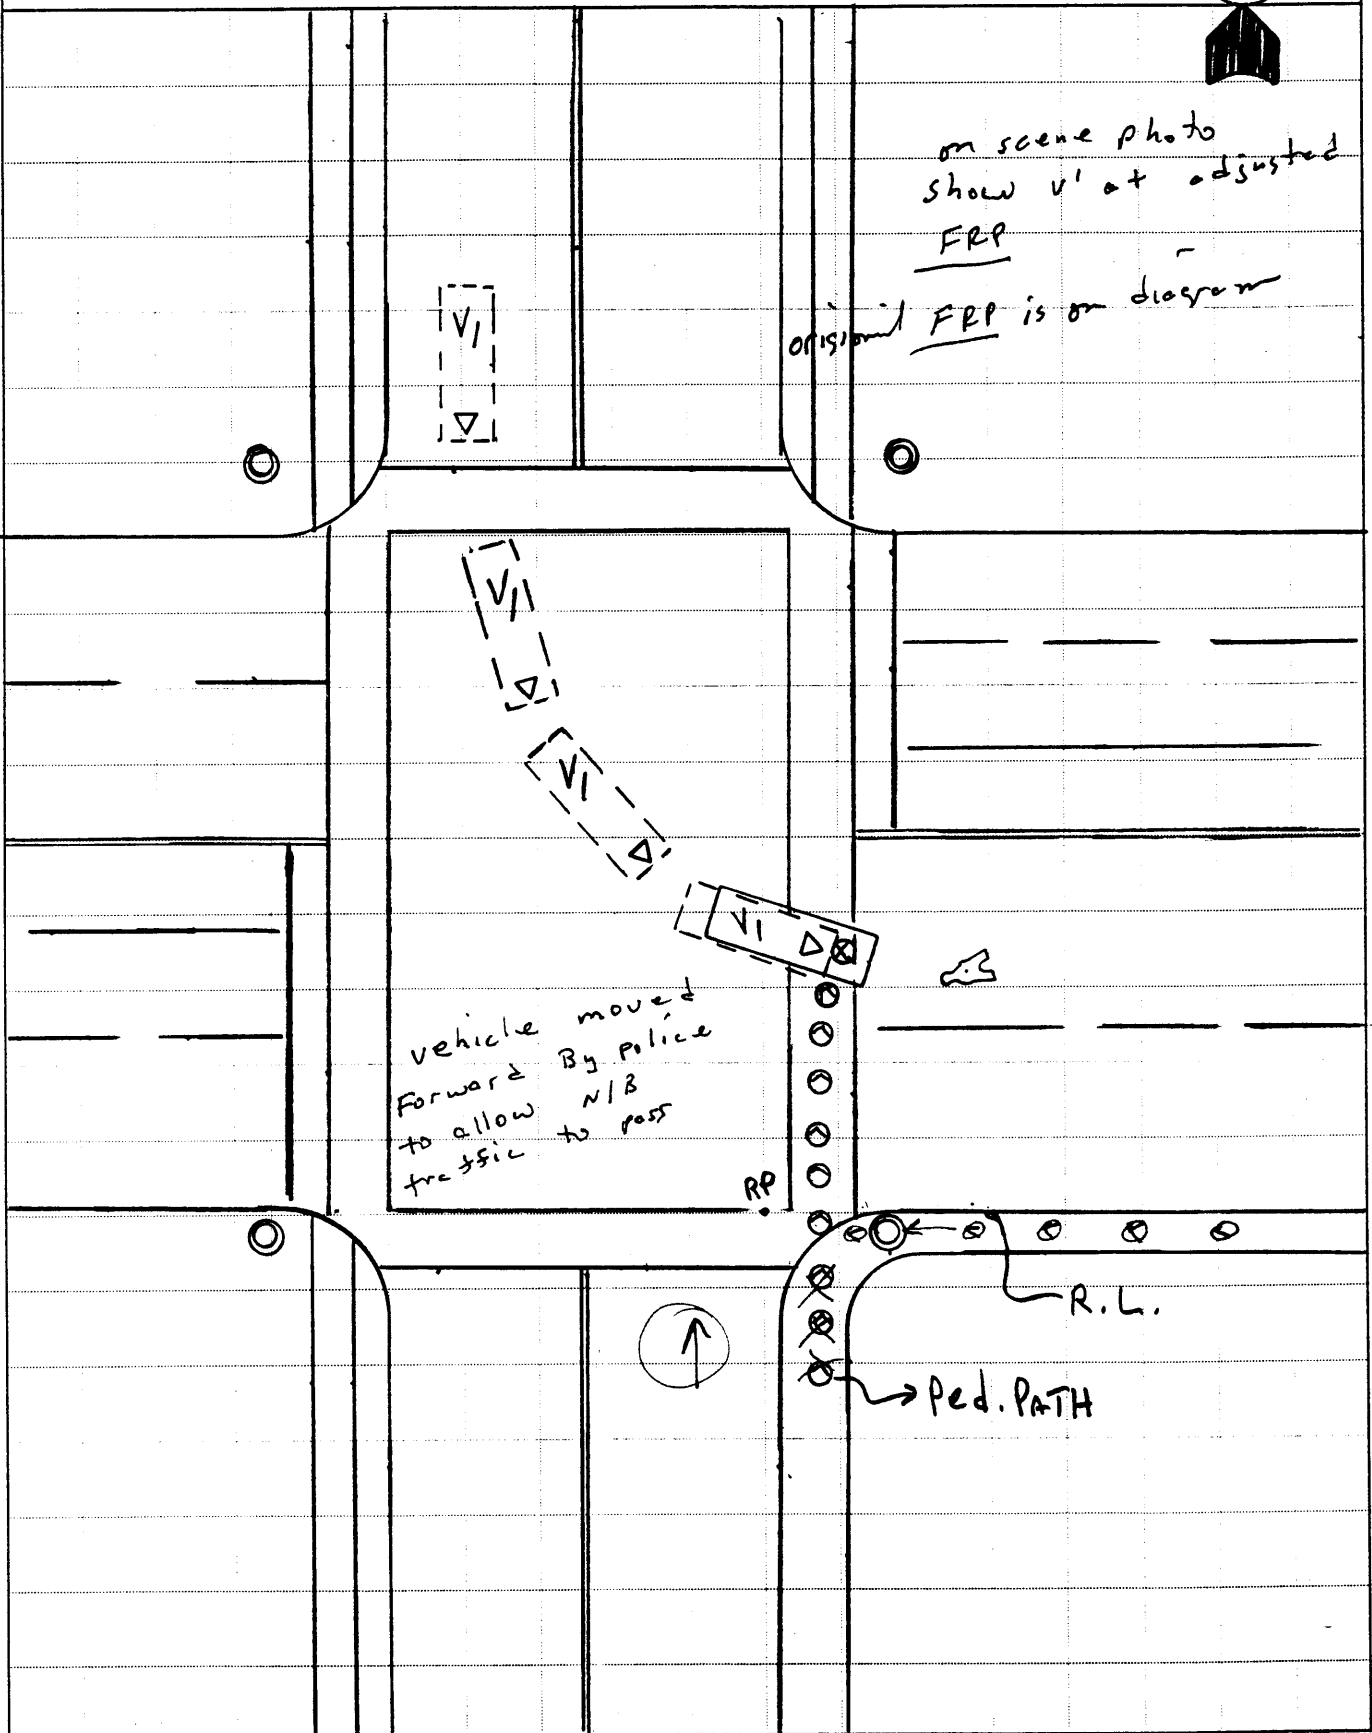 on scene photo
show V1 at adjusted
FRP
original FRP is on diagram
V1
V1
V1
V1
vehicle moved
Forward By police
to allow N/B
traffic to pass
RP
R.L.
Ped. PATH